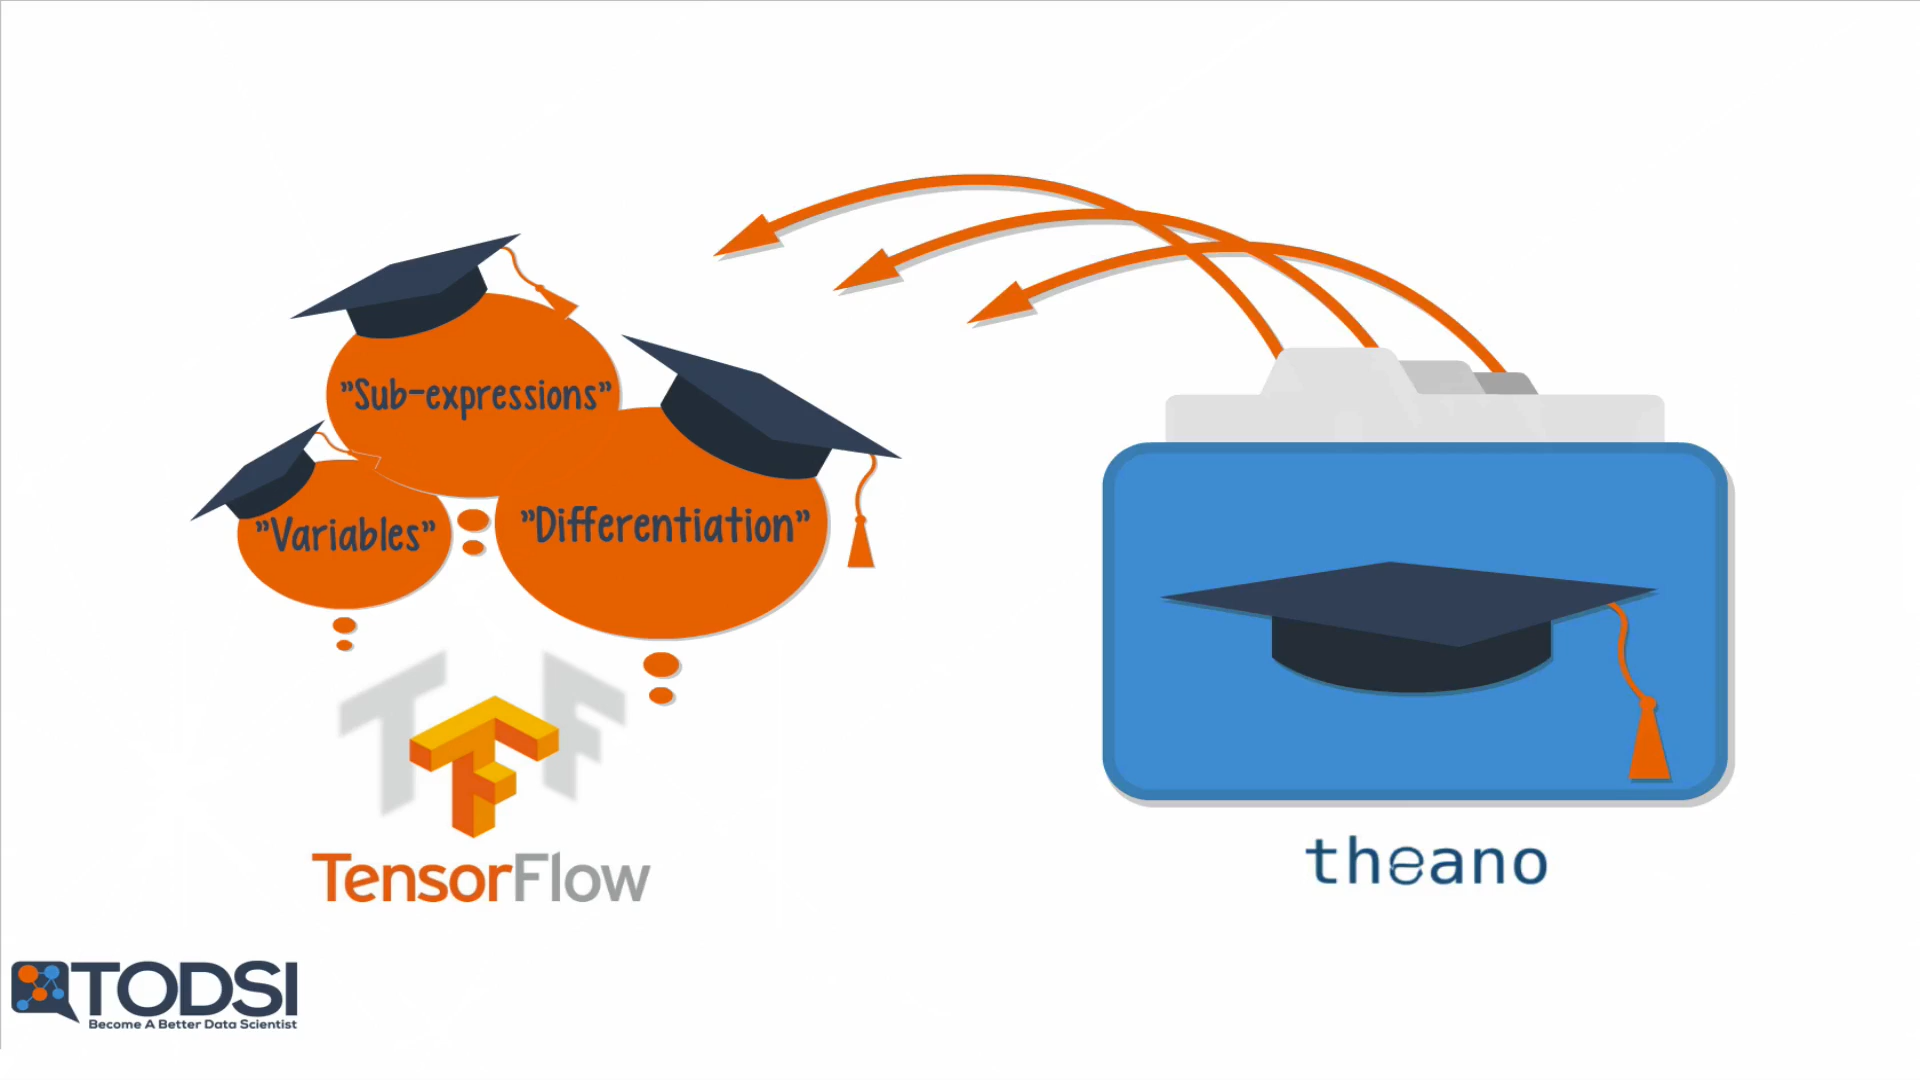 ”Sub-expressions”
”Variables”
”Differentiation”
TensorFlow
theano
TODSI
Become A Better Data Scientist